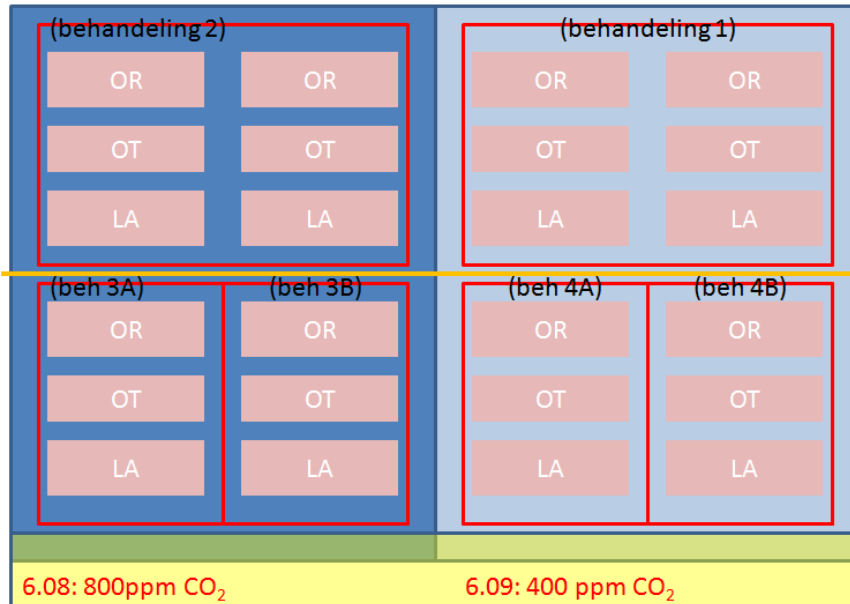 (behandeling 2) (behandeling 1)
OR OR OR OR
OT OT OT OT
LA LA LA LA
(beh 3A) (beh 3B) (beh 4A) (beh 4B)
OR OR OR OR
OT OT OT OT
LA LA LA LA
6.08: 800ppm CO₂ 6.09: 400 ppm CO₂